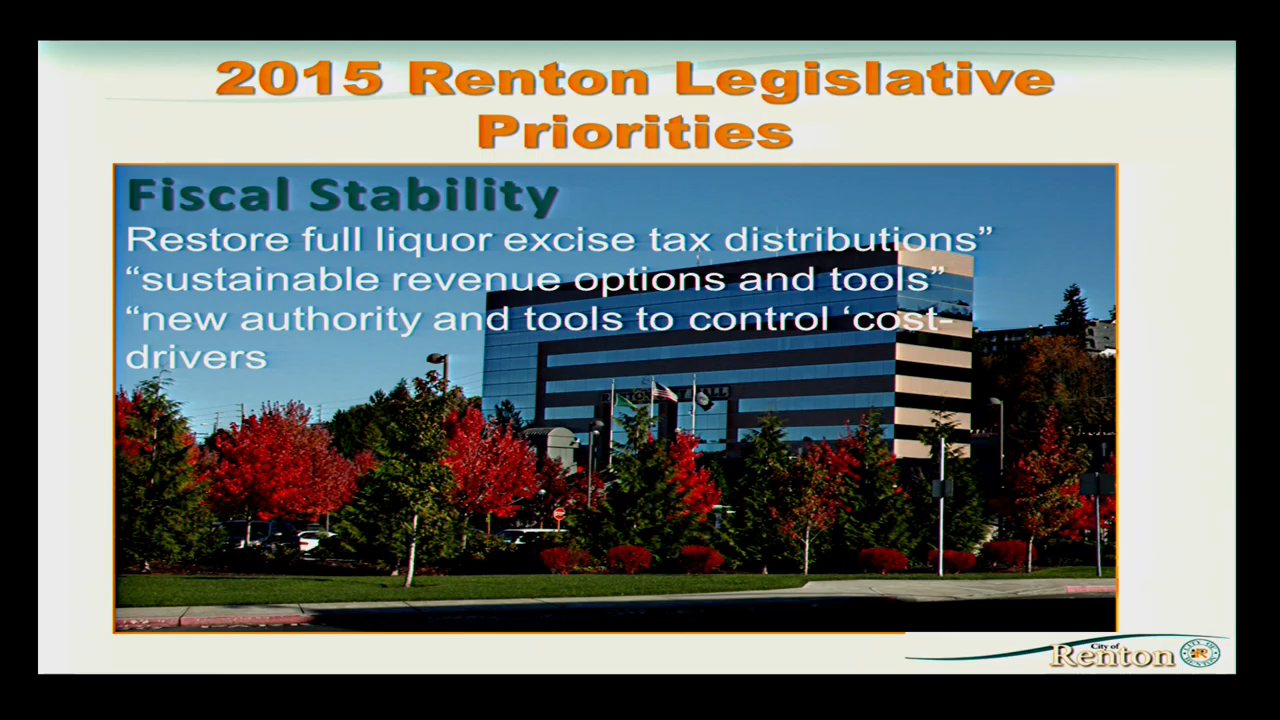 2015 Renton Legislative
Priorities
Fiscal Stability
Restore full liquor excise tax distributions”
“sustainable revenue options and tools”
“new authority and tools to control ‘cost-
drivers
City of
Renton